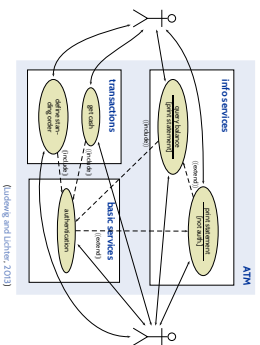 ATM
info services
query balance
[print statement]
print statement
[not auth.]
((extend))
((include))
transactions
get cash
define stan-
ding order
((include)
((include)
basic services
authentication
((extend))
(Ludewig and Lichter, 2013)